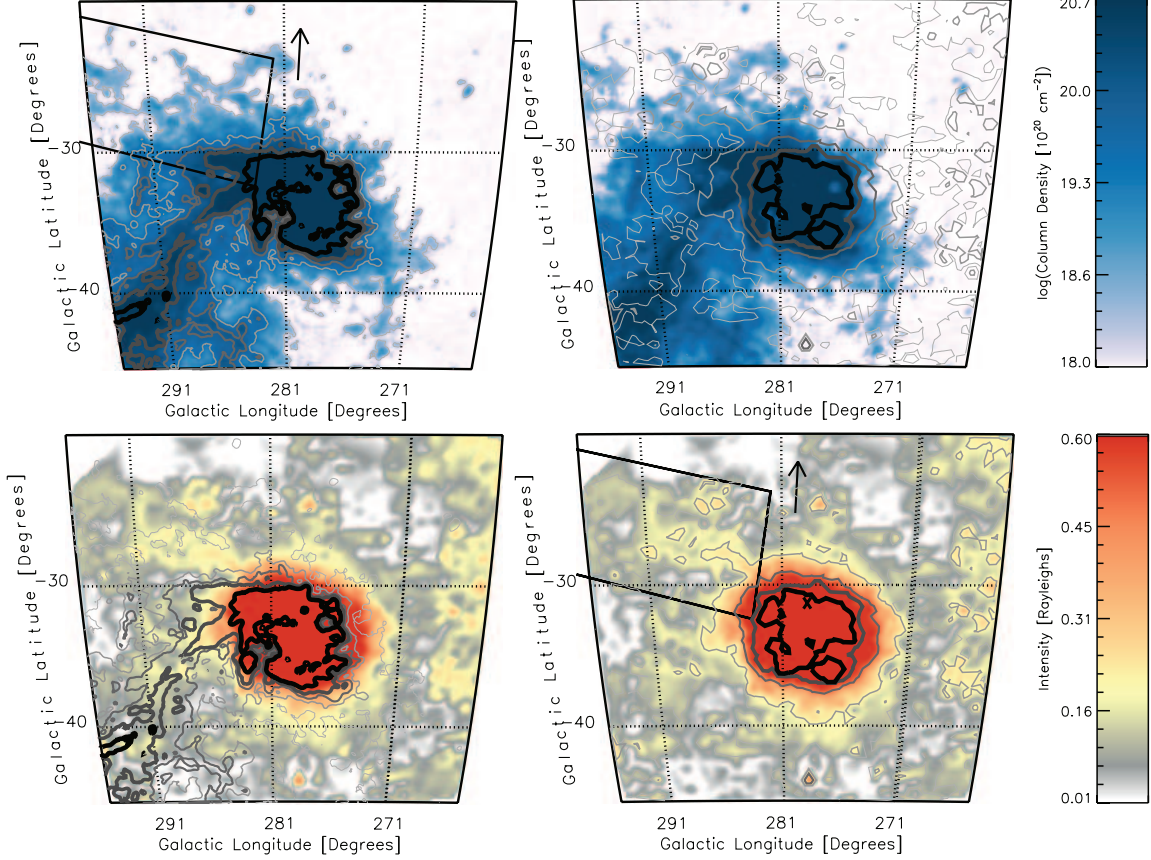 Galactic Latitude [Degrees]
-30
-40
291
281
271
Galactic Longitude [Degrees]
x
Galactic Latitude [Degrees]
-30
-40
291
281
271
Galactic Longitude [Degrees]
log(Column Density [10²⁰ cm⁻²])
20.7
20.0
19.3
18.6
18.0
Galactic Latitude [Degrees]
-30
-40
291
281
271
Galactic Longitude [Degrees]
Galactic Latitude [Degrees]
-30
-40
291
281
271
Galactic Longitude [Degrees]
x
Intensity [Rayleighs]
0.60
0.45
0.31
0.16
0.01